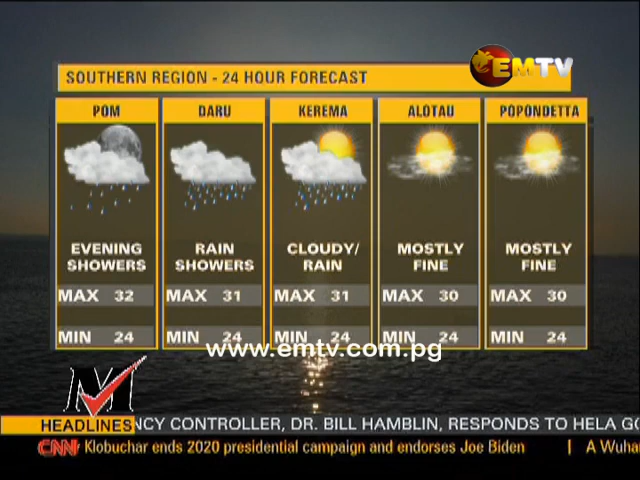 EMTV
SOUTHERN REGION - 24 HOUR FORECAST
POM DARU KEREMA ALOTAU POPONDETTA
EVENING SHOWERS
RAIN SHOWERS
CLOUDY/ RAIN
MOSTLY FINE
MOSTLY FINE
MAX 32 MAX 31 MAX 31 MAX 30 MAX 30
MIN 24 MIN 24 MIN 24 MIN 24 MIN 24
www.emtv.com.pg
M
HEADLINES NCY CONTROLLER, DR. BILL HAMBLIN, RESPONDS TO HELA GO
CNN Klobuchar ends 2020 presidential campaign and endorses Joe Biden | A Wuha